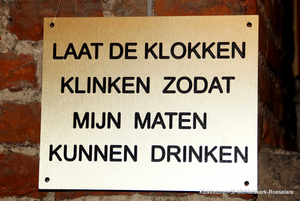 LAAT DE KLOKKEN
KLINKEN ZODAT
MIJN MATEN
KUNNEN DRINKEN